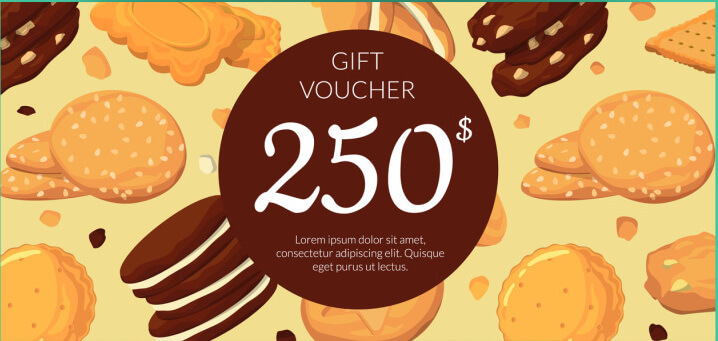 GIFT
VOUCHER
250$
Lorem ipsum dolor sit amet,
consectetur adipiscing elit. Quisque
eget purus ut lectus.